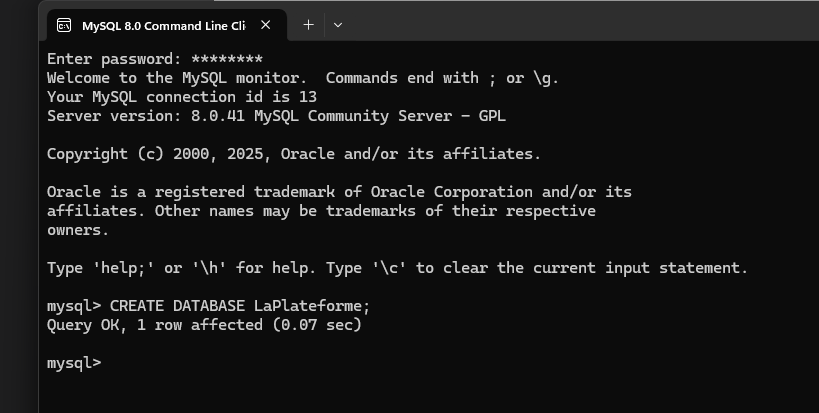 MySQL 8.0 Command Line Cli
Enter password: ********
Welcome to the MySQL monitor.  Commands end with ; or \g.
Your MySQL connection id is 13
Server version: 8.0.41 MySQL Community Server - GPL
Copyright (c) 2000, 2025, Oracle and/or its affiliates.
Oracle is a registered trademark of Oracle Corporation and/or its
affiliates. Other names may be trademarks of their respective
owners.
Type 'help;' or '\h' for help. Type '\c' to clear the current input statement.
mysql> CREATE DATABASE LaPlateforme;
Query OK, 1 row affected (0.07 sec)
mysql>